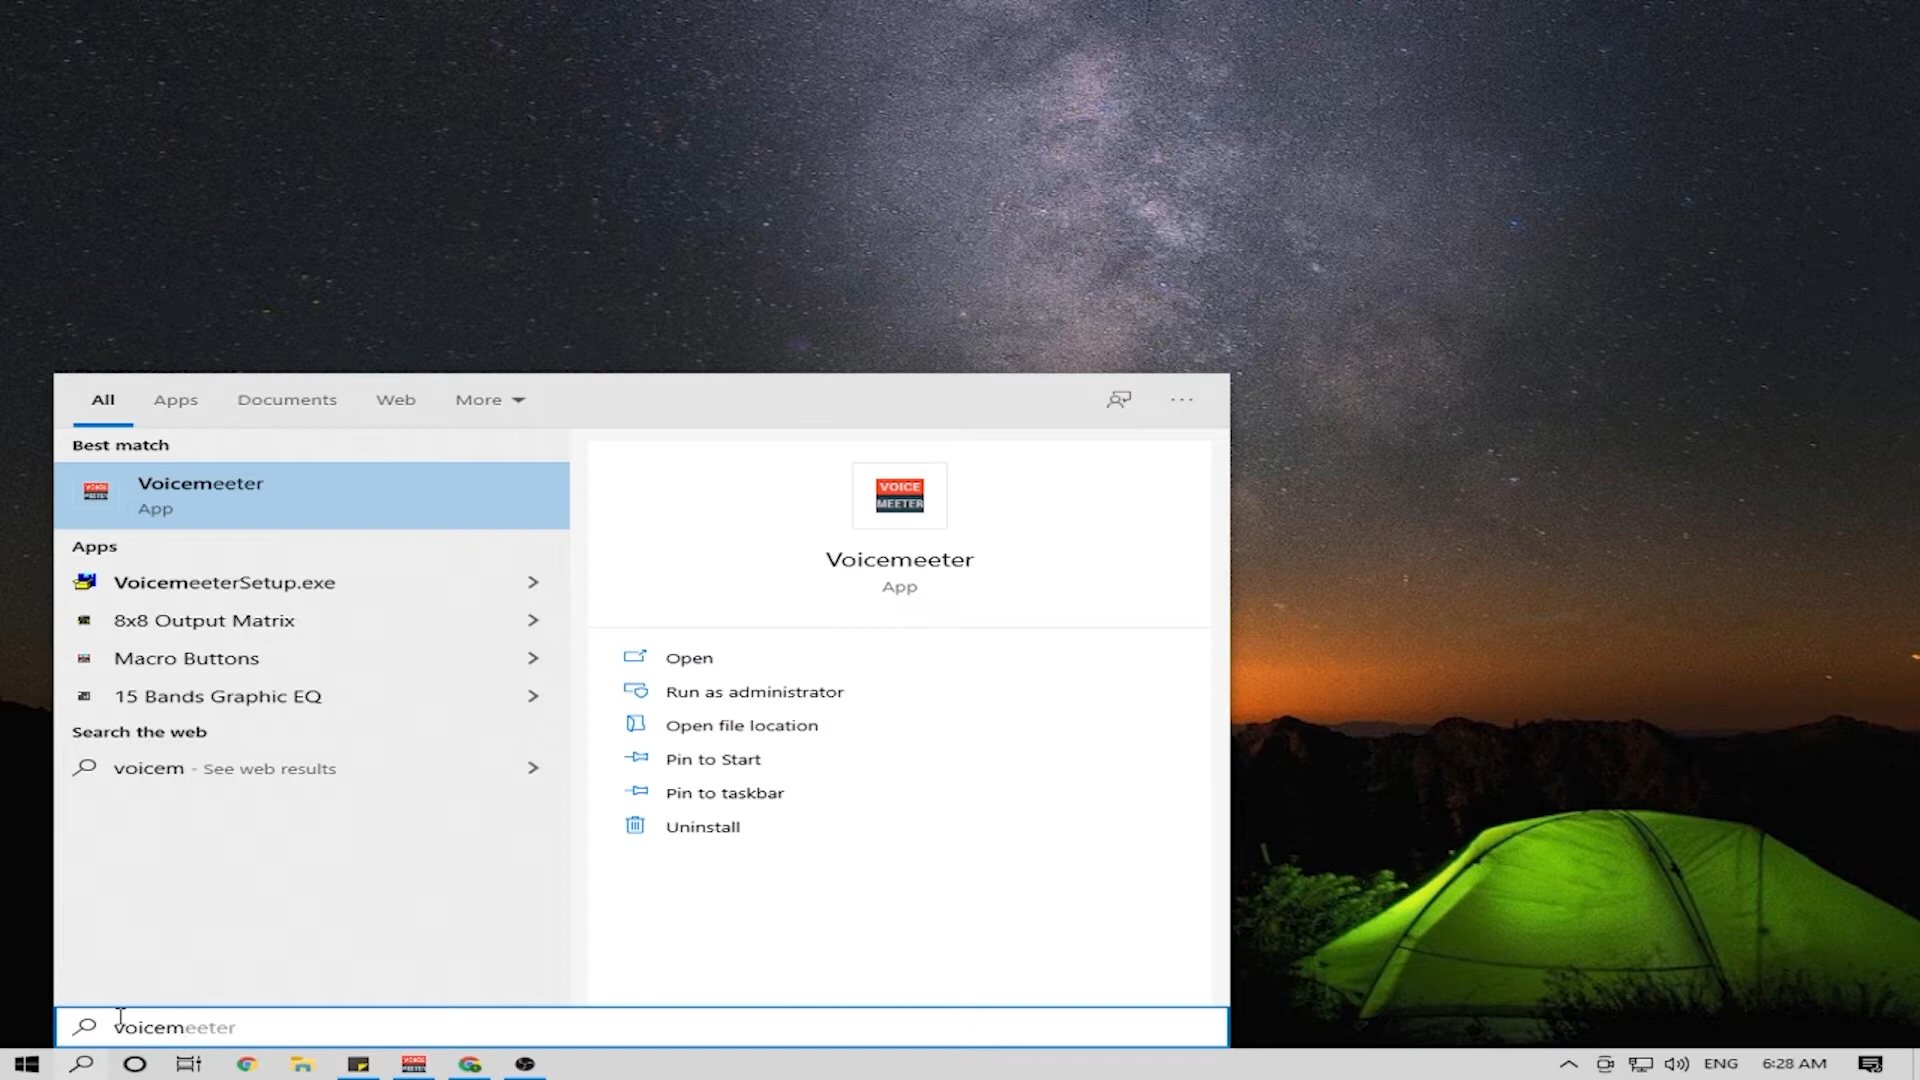 All Apps Documents Web More
Best match
Voicemeeter
App
Apps
VoicemeeterSetup.exe
8x8 Output Matrix
Macro Buttons
15 Bands Graphic EQ
Search the web
voicem - See web results
VOICE
MEETER
Voicemeeter
App
Open
Run as administrator
Open file location
Pin to Start
Pin to taskbar
Uninstall
voicemeeter
ENG 6:28 AM